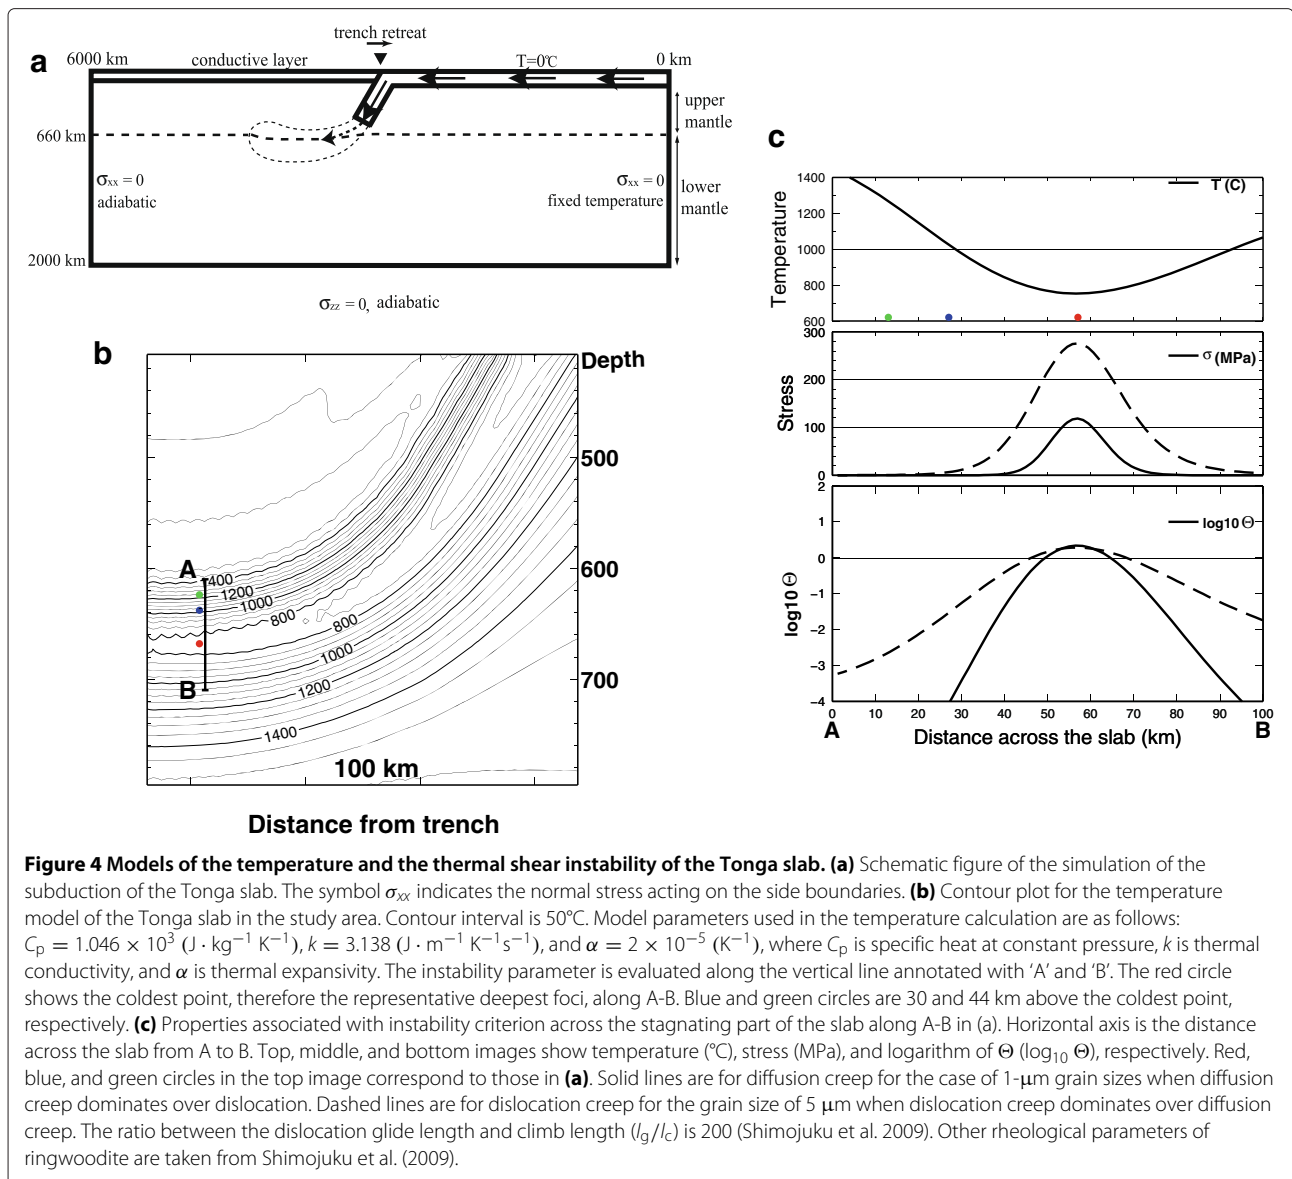 a
trench retreat
6000 km
conductive layer
T=0℃
0 km
upper
mantle
660 km
σxx = 0
adiabatic
σxx = 0
fixed temperature
lower
mantle
2000 km
σzz = 0, adiabatic
b
Depth
500
600
700
A
B
400
1200
1000
800
800
1000
1200
1400
100 km
Distance from trench
c
Temperature
1400
1200
1000
800
600
T (C)
Stress
300
200
100
0
σ (MPa)
log10 Θ
2
1
0
−1
−2
−3
−4
log10 Θ
0 10 20 30 40 50 60 70 80 90 100
A Distance across the slab (km) B
Figure 4 Models of the temperature and the thermal shear instability of the Tonga slab. (a) Schematic figure of the simulation of the
subduction of the Tonga slab. The symbol σxx indicates the normal stress acting on the side boundaries. (b) Contour plot for the temperature
model of the Tonga slab in the study area. Contour interval is 50°C. Model parameters used in the temperature calculation are as follows:
Cp = 1.046 × 10³ (J · kg⁻¹ K⁻¹), k = 3.138 (J · m⁻¹ K⁻¹s⁻¹), and α = 2 × 10⁻⁵ (K⁻¹), where Cp is specific heat at constant pressure, k is thermal
conductivity, and α is thermal expansivity. The instability parameter is evaluated along the vertical line annotated with ‘A’ and ‘B’. The red circle
shows the coldest point, therefore the representative deepest foci, along A-B. Blue and green circles are 30 and 44 km above the coldest point,
respectively. (c) Properties associated with instability criterion across the stagnating part of the slab along A-B in (a). Horizontal axis is the distance
across the slab from A to B. Top, middle, and bottom images show temperature (°C), stress (MPa), and logarithm of Θ (log₁₀ Θ), respectively. Red,
blue, and green circles in the top image correspond to those in (a). Solid lines are for diffusion creep for the case of 1-μm grain sizes when diffusion
creep dominates over dislocation. Dashed lines are for dislocation creep for the grain size of 5 μm when dislocation creep dominates over diffusion
creep. The ratio between the dislocation glide length and climb length (lg/lc) is 200 (Shimojuku et al. 2009). Other rheological parameters of
ringwoodite are taken from Shimojuku et al. (2009).